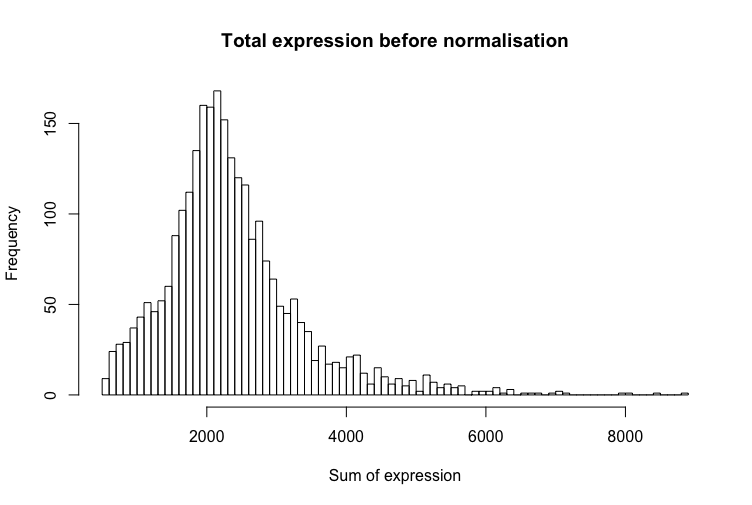 Total expression before normalisation
Frequency
150
100
50
0
2000 4000 6000 8000
Sum of expression